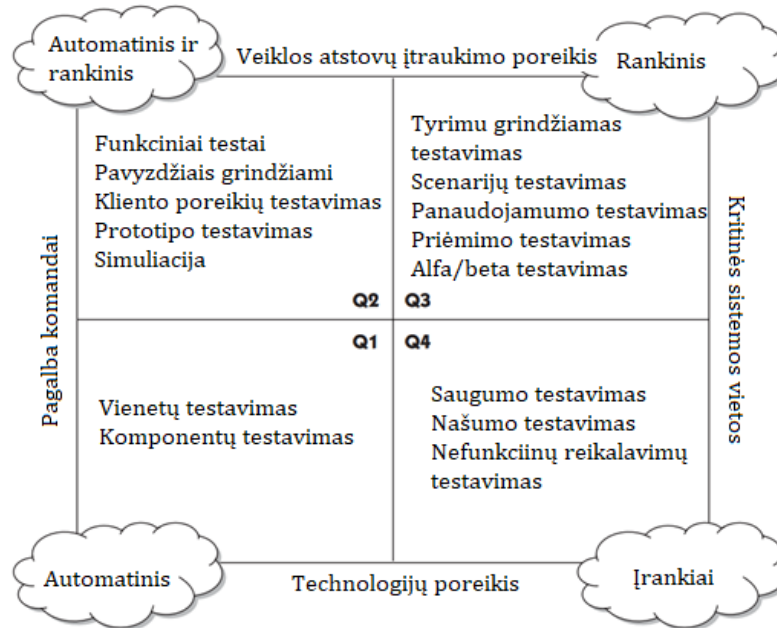 Automatinis ir
rankinis
Veiklos atstovų įtraukimo poreikis
Rankinis
Funkciniai testai
Pavyzdžiais grindžiami
Kliento poreikių testavimas
Prototipo testavimas
Simuliacija
Tyrimu grindžiamas
testavimas
Scenarijų testavimas
Panaudojamumo testavimas
Priėmimo testavimas
Alfa/beta testavimas
Pagalba komandai
Kritinės sistemos vietos
Q2
Q3
Q1
Q4
Vienetų testavimas
Komponentų testavimas
Saugumo testavimas
Našumo testavimas
Nefunkciinų reikalavimų
testavimas
Automatinis
Technologijų poreikis
Įrankiai